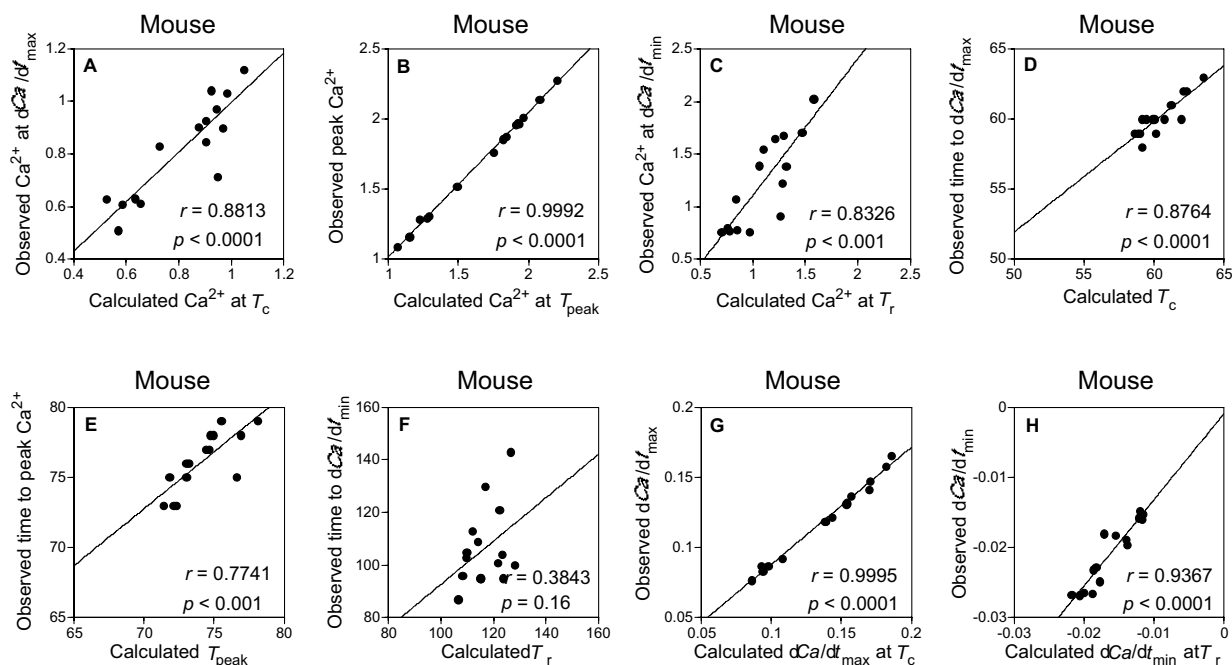 Mouse
A
Observed Ca2+ at dCa/dtmax
1.2
1.0
0.8
0.6
0.4
0.4 0.6 0.8 1 1.2
r = 0.8813
p < 0.0001
Calculated Ca2+ at Tc
Mouse
B
Observed peak Ca2+
2.5
2
1.5
1
1 1.5 2 2.5
r = 0.9992
p < 0.0001
Calculated Ca2+ at Tpeak
Mouse
C
Observed Ca2+ at dCa/dtmin
2.5
2
1.5
1
0.5
0.5 1 1.5 2 2.5
r = 0.8326
p < 0.001
Calculated Ca2+ at Tr
Mouse
D
Observed time to dCa/dtmax
65
60
55
50
50 55 60 65
r = 0.8764
p < 0.0001
Calculated Tc
Mouse
E
Observed time to peak Ca2+
80
75
70
65
65 70 75 80
r = 0.7741
p < 0.001
Calculated Tpeak
Mouse
F
Observed time to dCa/dtmin
160
140
120
100
80
80 100 120 140 160
r = 0.3843
p = 0.16
Calculated Tr
Mouse
G
Observed dCa/dtmax
0.2
0.15
0.1
0.05
0.05 0.1 0.15 0.2
r = 0.9995
p < 0.0001
Calculated dCa/dtmax at Tc
Mouse
H
Observed dCa/dtmin
0
-0.01
-0.02
-0.03
-0.03 -0.02 -0.01 0
r = 0.9367
p < 0.0001
Calculated dCa/dtmin at Tr